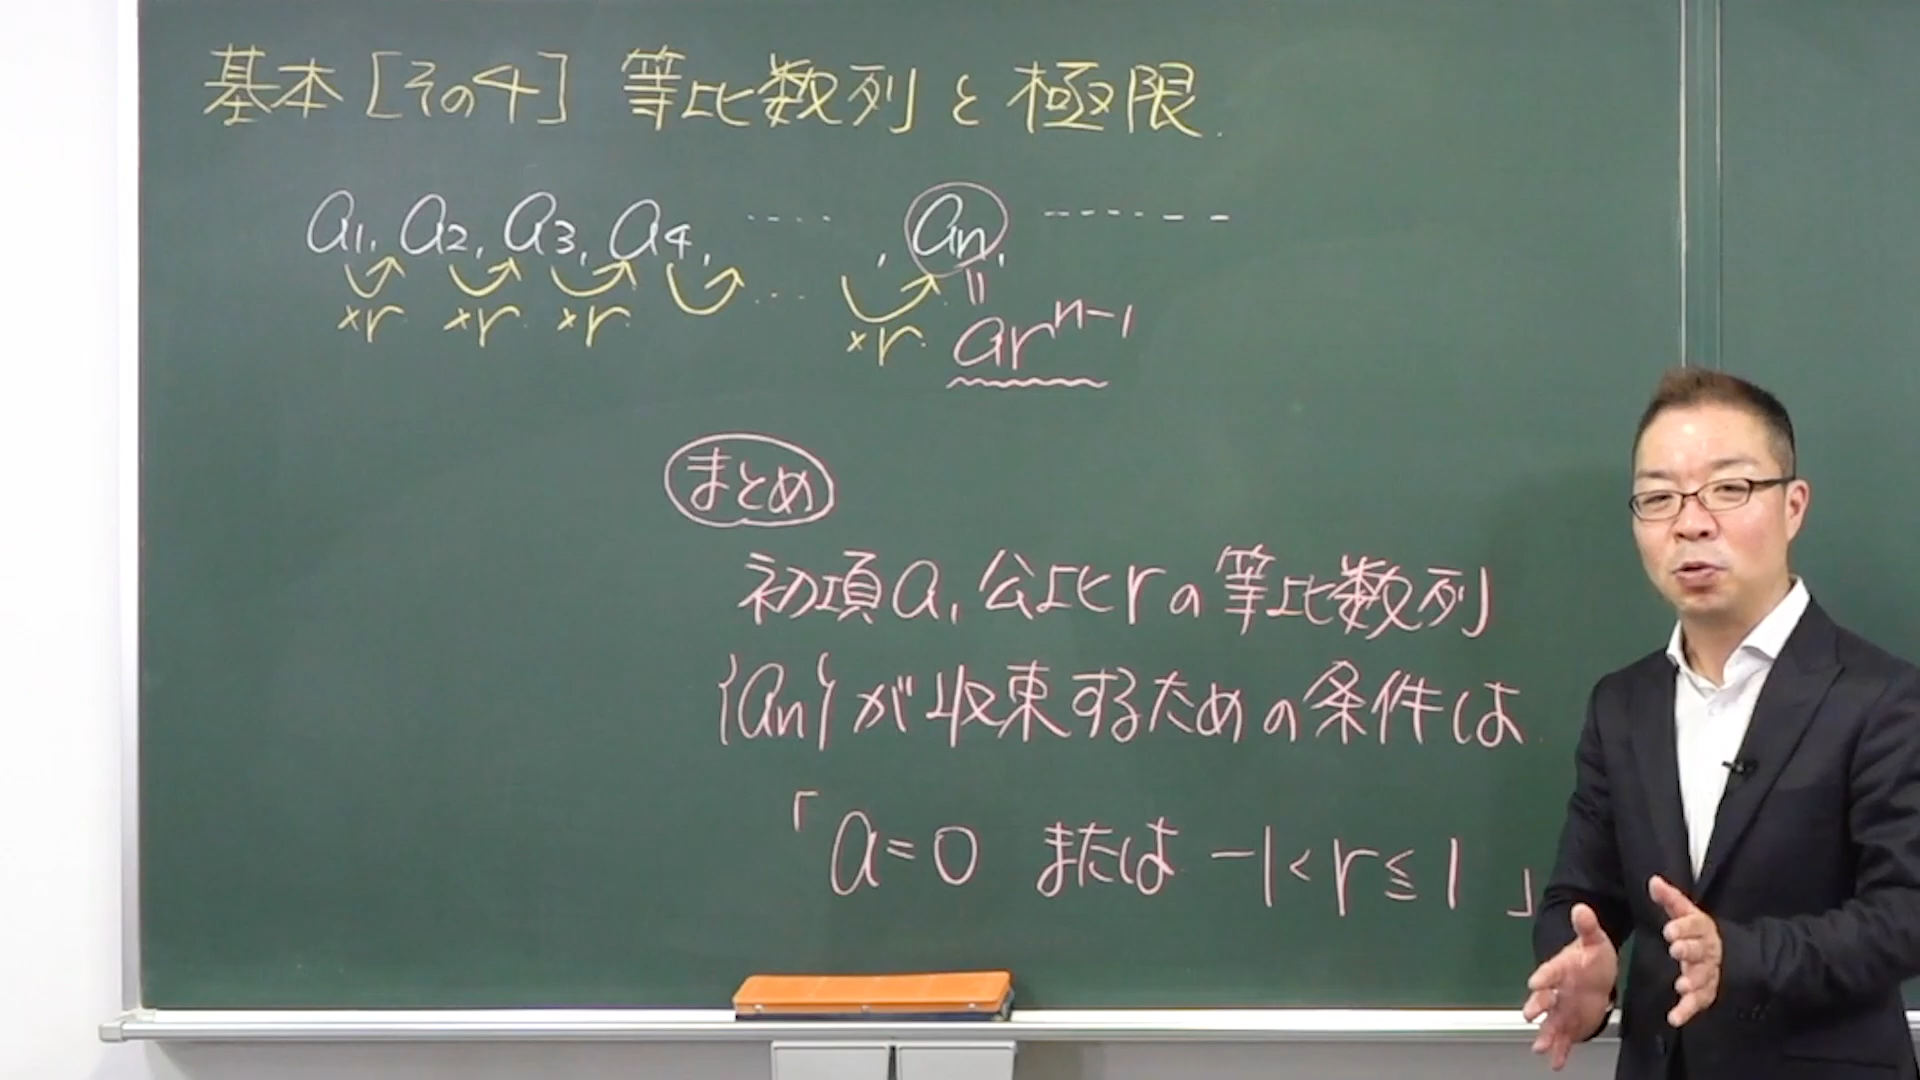 基本[その4] 等比数列と極限.
a1, a2, a3, a4, ‥‥ , an, ------
×r ×r ×r ‥ ×r
=
ar^n-1
まとめ
初項a, 公比rの等比数列
{an}が収束するための条件は
「a=0 または -1<r≦1」